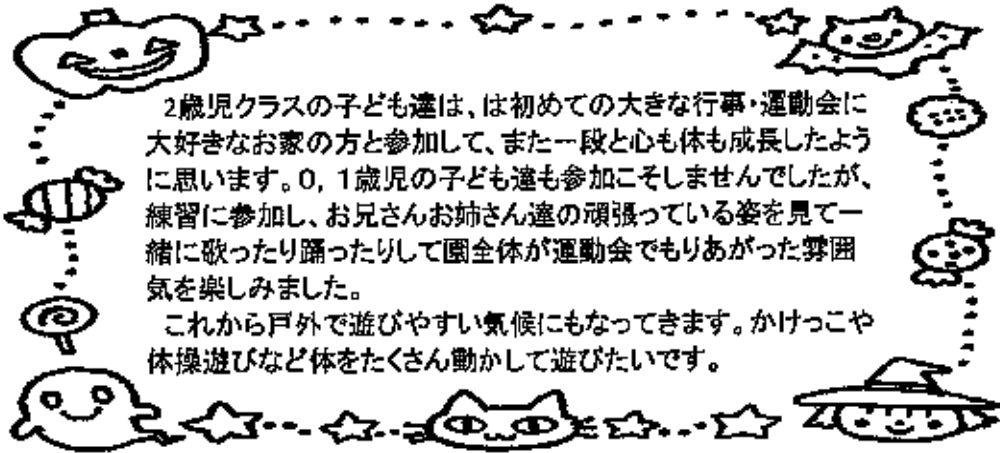 2歳児クラスの子ども達は、は初めての大きな行事・運動会に
大好きなお家の方と参加して、また一段と心も体も成長したよう
に思います。0，1歳児の子ども達も参加こそしませんでしたが、
練習に参加し、お兄さんお姉さん達の頑張っている姿を見て一
緒に歌ったり踊ったりして園全体が運動会でもりあがった雰囲
気を楽しみました。
これから戸外で遊びやすい気候にもなってきます。かけっこや
体操遊びなど体をたくさん動かして遊びたいです。